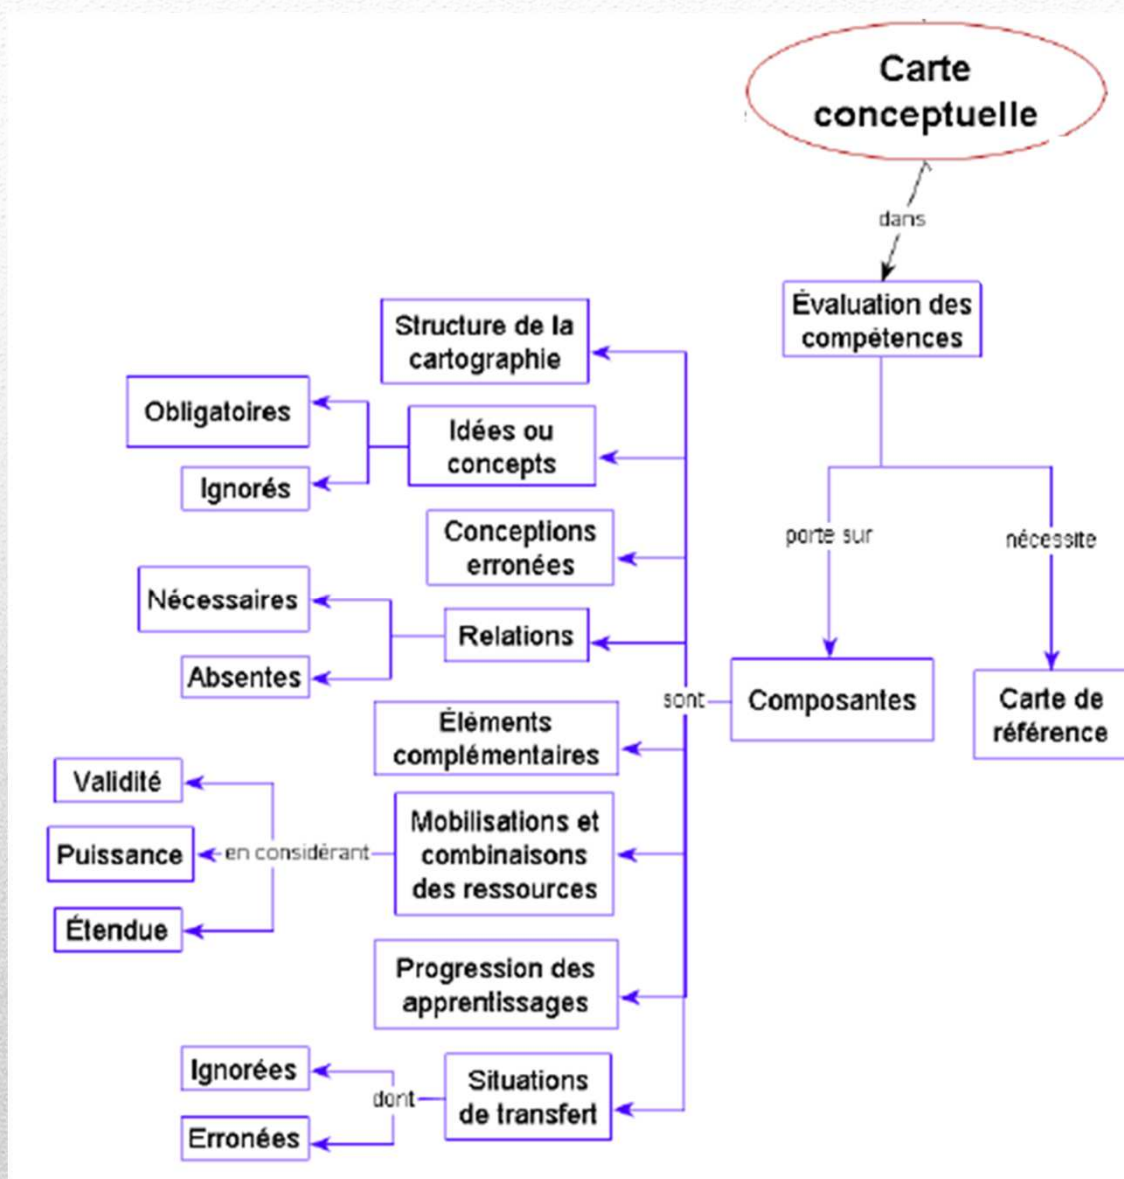 Carte
conceptuelle
dans
Évaluation des
compétences
porte sur
nécessite
Composantes
Carte de
référence
sont
Structure de la
cartographie
Idées ou
concepts
Obligatoires
Ignorés
Conceptions
erronées
Relations
Nécessaires
Absentes
Éléments
complémentaires
Mobilisations et
combinaisons
des ressources
en considérant
Validité
Puissance
Étendue
Progression des
apprentissages
Situations
de transfert
dont
Ignorées
Erronées